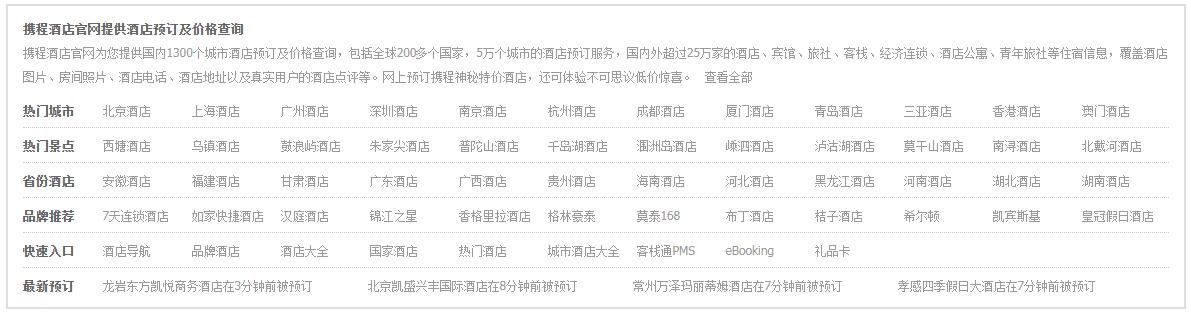 携程酒店官网提供酒店预订及价格查询
携程酒店官网为您提供国内1300个城市酒店预订及价格查询，包括全球200多个国家，5万个城市的酒店预订服务，国内外超过25万家的酒店、宾馆、旅社、客栈、经济连锁、酒店公寓、青年旅社等住宿信息，覆盖酒店
图片、房间照片、酒店电话、酒店地址以及真实用户的酒店点评等。网上预订携程神秘特价酒店，还可体验不可思议低价惊喜。 查看全部
热门城市 北京酒店 上海酒店 广州酒店 深圳酒店 南京酒店 杭州酒店 成都酒店 厦门酒店 青岛酒店 三亚酒店 香港酒店 澳门酒店
热门景点 西塘酒店 乌镇酒店 鼓浪屿酒店 朱家尖酒店 普陀山酒店 千岛湖酒店 涠洲岛酒店 嵊泗酒店 泸沽湖酒店 莫干山酒店 南浔酒店 北戴河酒店
省份酒店 安徽酒店 福建酒店 甘肃酒店 广东酒店 广西酒店 贵州酒店 海南酒店 河北酒店 黑龙江酒店 河南酒店 湖北酒店 湖南酒店
品牌推荐 7天连锁酒店 如家快捷酒店 汉庭酒店 锦江之星 香格里拉酒店 格林豪泰 莫泰168 布丁酒店 桔子酒店 希尔顿 凯宾斯基 皇冠假日酒店
快速入口 酒店导航 品牌酒店 酒店大全 国家酒店 热门酒店 城市酒店大全 客栈通PMS eBooking 礼品卡
最新预订 龙岩东方凯悦商务酒店在3分钟前被预订 北京凯盛兴丰国际酒店在8分钟前被预订 常州万泽玛丽蒂姆酒店在7分钟前被预订 孝感四季假日大酒店在7分钟前被预订